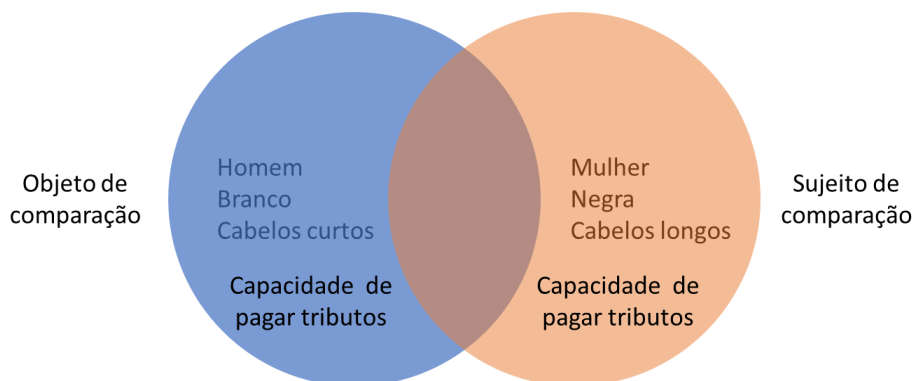 Objeto de
comparação
Homem
Branco
Cabelos curtos
Capacidade de
pagar tributos
Mulher
Negra
Cabelos longos
Capacidade de
pagar tributos
Sujeito de
comparação